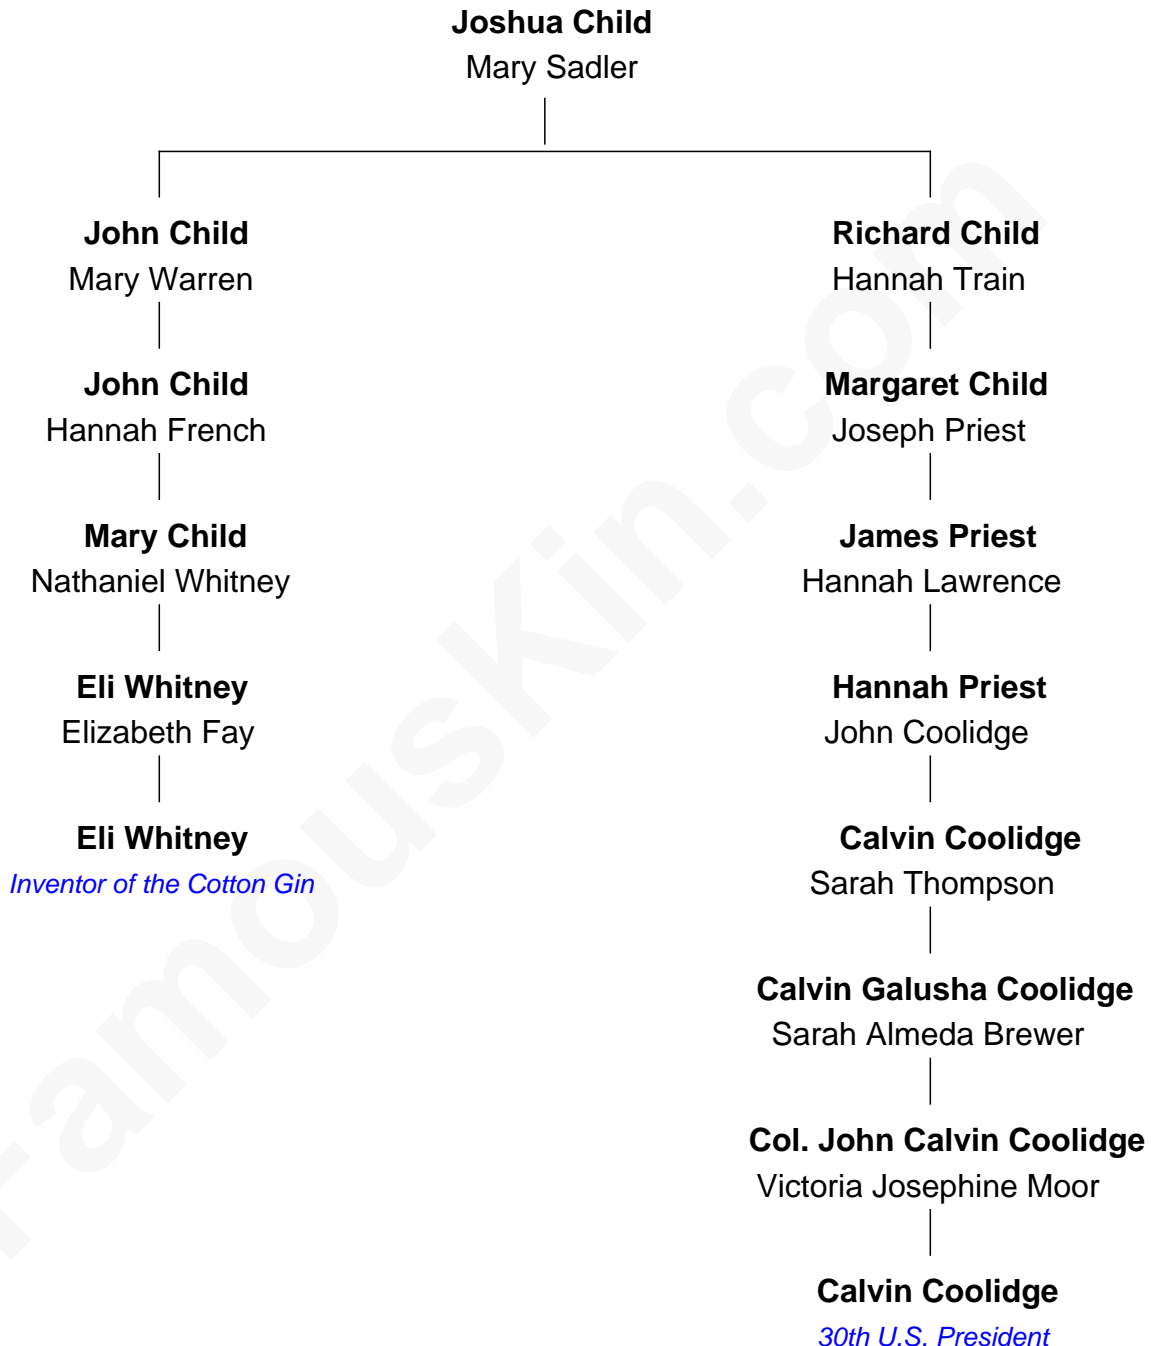 Joshua Child
Mary Sadler
John Child
Mary Warren
John Child
Hannah French
Mary Child
Nathaniel Whitney
Eli Whitney
Elizabeth Fay
Eli Whitney
Inventor of the Cotton Gin
Richard Child
Hannah Train
Margaret Child
Joseph Priest
James Priest
Hannah Lawrence
Hannah Priest
John Coolidge
Calvin Coolidge
Sarah Thompson
Calvin Galusha Coolidge
Sarah Almeda Brewer
Col. John Calvin Coolidge
Victoria Josephine Moor
Calvin Coolidge
30th U.S. President
FamousKin.com